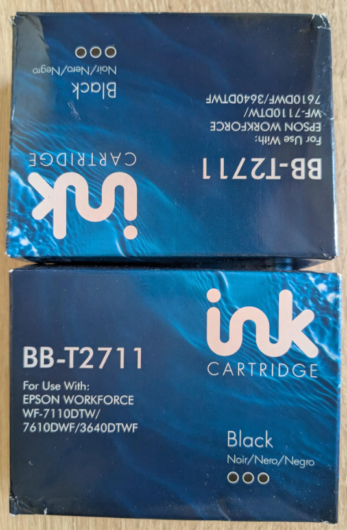 BB-T2711
For Use With:
EPSON WORKFORCE
WF-7110DTW/
7610DWF/3640DTWF
ink
CARTRIDGE
Black
Noir/Nero/Negro
ink
CARTRIDGE
BB-T2711
For Use With:
EPSON WORKFORCE
WF-7110DTW/
7610DWF/3640DTWF
Black
Noir/Nero/Negro